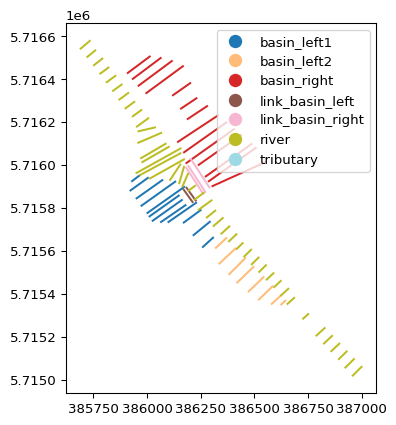 1e6
5.7166
5.7164
5.7162
5.7160
5.7158
5.7156
5.7154
5.7152
5.7150
basin_left1
basin_left2
basin_right
link_basin_left
link_basin_right
river
tributary
385750 386000 386250 386500 386750 387000